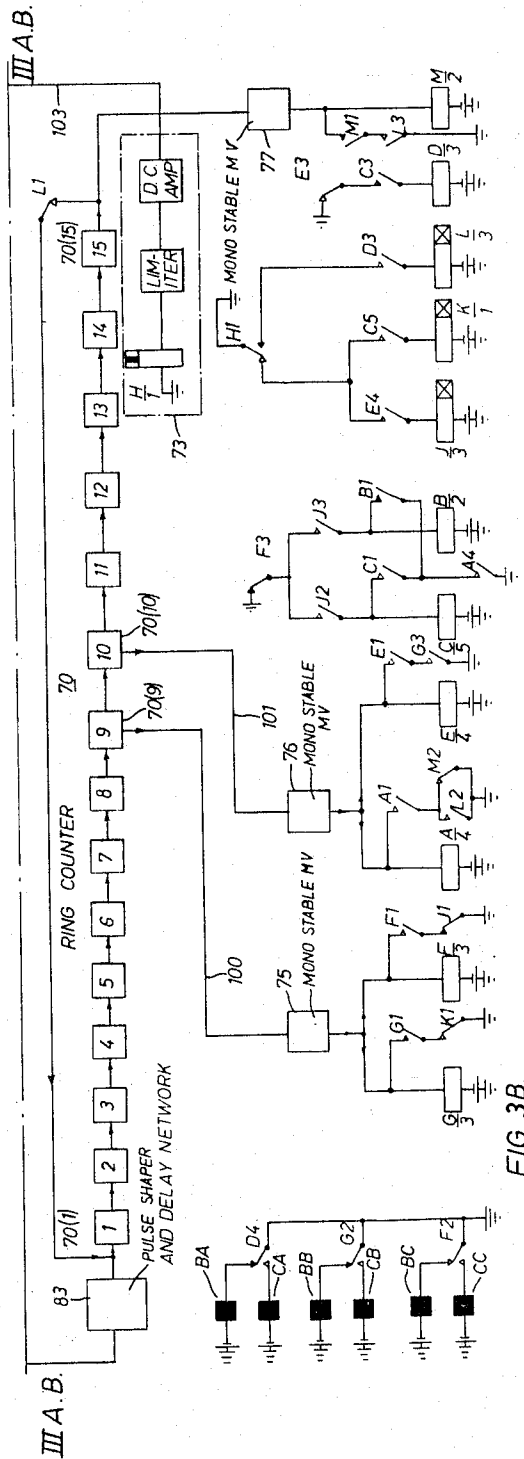 III A.B.
III A.B.
103
L1
83
70(1)
PULSE SHAPER
AND DELAY NETWORK
RING COUNTER
70
1
2
3
4
5
6
7
8
9
10
11
12
13
14
15
70(9)
70(10)
70(15)
H/1
LIM-
ITER
D.C.
AMP
73
100
101
75
MONO STABLE MV
76
MONO STABLE
MV
77
MONO STABLE MV
BA
CA
D4
BB
CB
G2
BC
CC
F2
G/3
G1
K1
F/3
F1
J1
A/4
A1
L2
M2
E/4
E1
G3
C/5
F3
J2
J3
C1
B1
B/2
A4
H1
E4
C5
D3
J/3
K/1
L/3
E3
C3
D/3
M1
L3
M/2
FIG. 3B